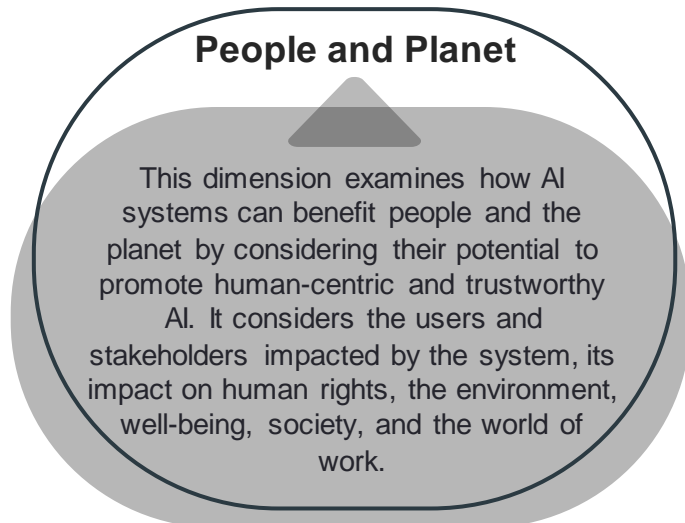 People and Planet
This dimension examines how AI
systems can benefit people and the
planet by considering their potential to
promote human-centric and trustworthy
AI. It considers the users and
stakeholders impacted by the system, its
impact on human rights, the environment,
well-being, society, and the world of
work.